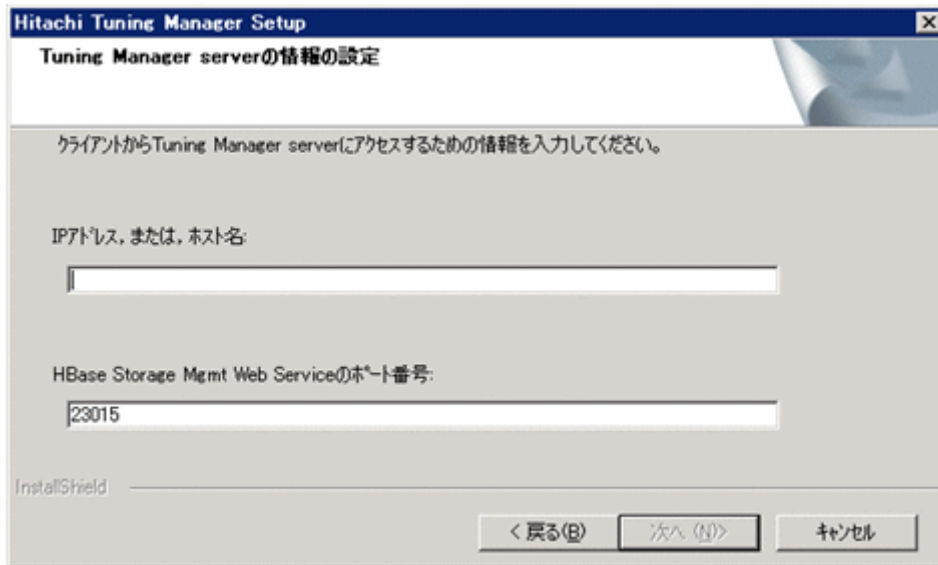 Hitachi Tuning Manager Setup
Tuning Manager serverの情報の設定
クライアントからTuning Manager serverにアクセスするための情報を入力してください。
IPアドレス，または，ホスト名:
HBase Storage Mgmt Web Serviceのポート番号:
23015
InstallShield
< 戻る(B)
次へ (N)>
キャンセル